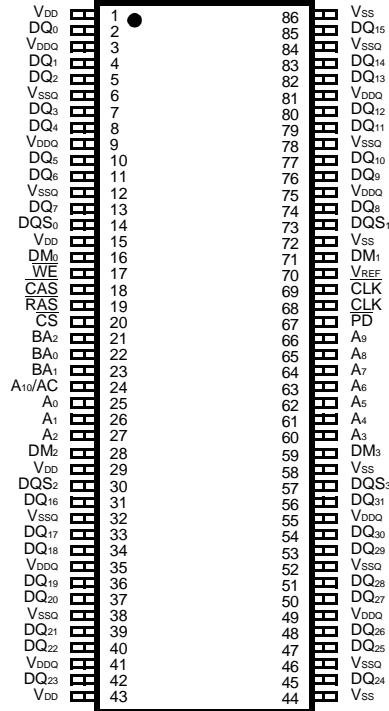 VDD 1 86 VSS
DQ0 2 85 DQ15
VDDQ 3 84 VSSQ
DQ1 4 83 DQ14
DQ2 5 82 DQ13
VSSQ 6 81 VDDQ
DQ3 7 80 DQ12
DQ4 8 79 DQ11
VDDQ 9 78 VSSQ
DQ5 10 77 DQ10
DQ6 11 76 DQ9
VSSQ 12 75 VDDQ
DQ7 13 74 DQ8
DQS0 14 73 DQS1
VDD 15 72 VSS
DM0 16 71 DM1
W̅E̅ 17 70 VREF
C̅A̅S̅ 18 69 C̅L̅K̅
R̅A̅S̅ 19 68 CLK
C̅S̅ 20 67 P̅D̅
BA2 21 66 A9
BA0 22 65 A8
BA1 23 64 A7
A10/AC 24 63 A6
A0 25 62 A5
A1 26 61 A4
A2 27 60 A3
DM2 28 59 DM3
VDD 29 58 VSS
DQS2 30 57 DQS3
DQ16 31 56 DQ31
VSSQ 32 55 VDDQ
DQ17 33 54 DQ30
DQ18 34 53 DQ29
VDDQ 35 52 VSSQ
DQ19 36 51 DQ28
DQ20 37 50 DQ27
VSSQ 38 49 VDDQ
DQ21 39 48 DQ26
DQ22 40 47 DQ25
VDDQ 41 46 VSSQ
DQ23 42 45 DQ24
VDD 43 44 VSS